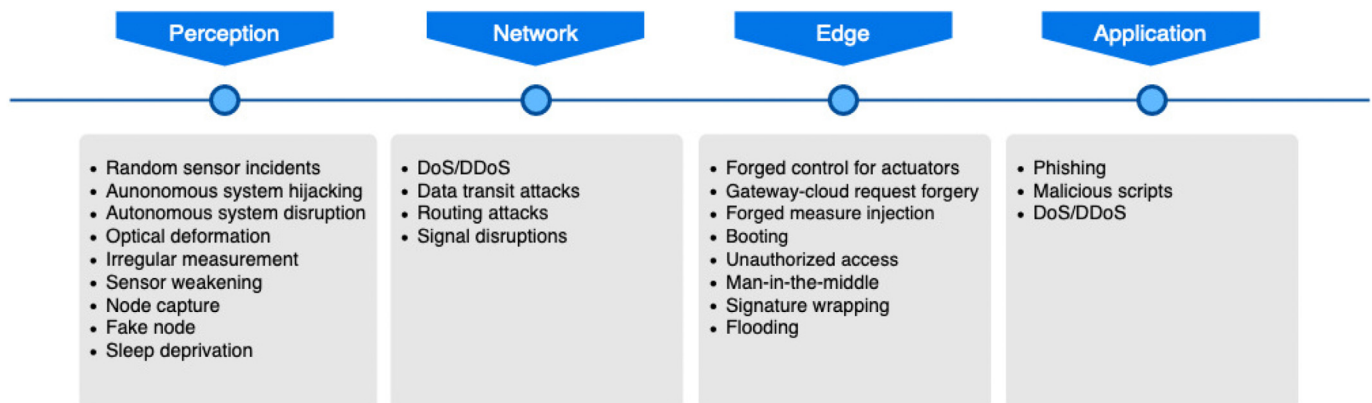 Perception
Network
Edge
Application
• Random sensor incidents
• Aunonomous system hijacking
• Autonomous system disruption
• Optical deformation
• Irregular measurement
• Sensor weakening
• Node capture
• Fake node
• Sleep deprivation
• DoS/DDoS
• Data transit attacks
• Routing attacks
• Signal disruptions
• Forged control for actuators
• Gateway-cloud request forgery
• Forged measure injection
• Booting
• Unauthorized access
• Man-in-the-middle
• Signature wrapping
• Flooding
• Phishing
• Malicious scripts
• DoS/DDoS